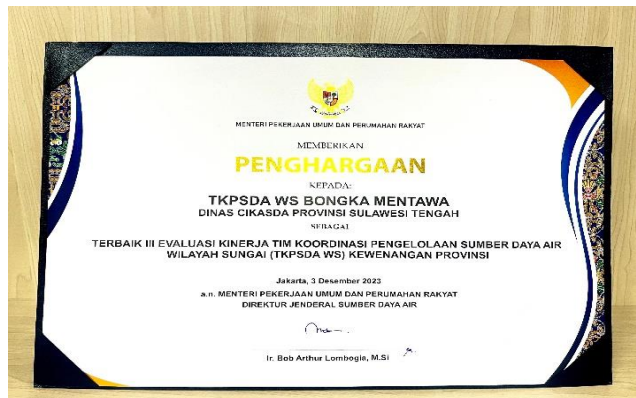 MENTERI PEKERJAAN UMUM DAN PERUMAHAN RAKYAT
MEMBERIKAN
PENGHARGAAN
KEPADA:
TKPSDA WS BONGKA MENTAWA
DINAS CIKASDA PROVINSI SULAWESI TENGAH
SEBAGAI
TERBAIK III EVALUASI KINERJA TIM KOORDINASI PENGELOLAAN SUMBER DAYA AIR
WILAYAH SUNGAI (TKPSDA WS) KEWENANGAN PROVINSI
Jakarta, 3 Desember 2023
a.n. MENTERI PEKERJAAN UMUM DAN PERUMAHAN RAKYAT
DIREKTUR JENDERAL SUMBER DAYA AIR
Ir. Bob Arthur Lombogia, M.Si